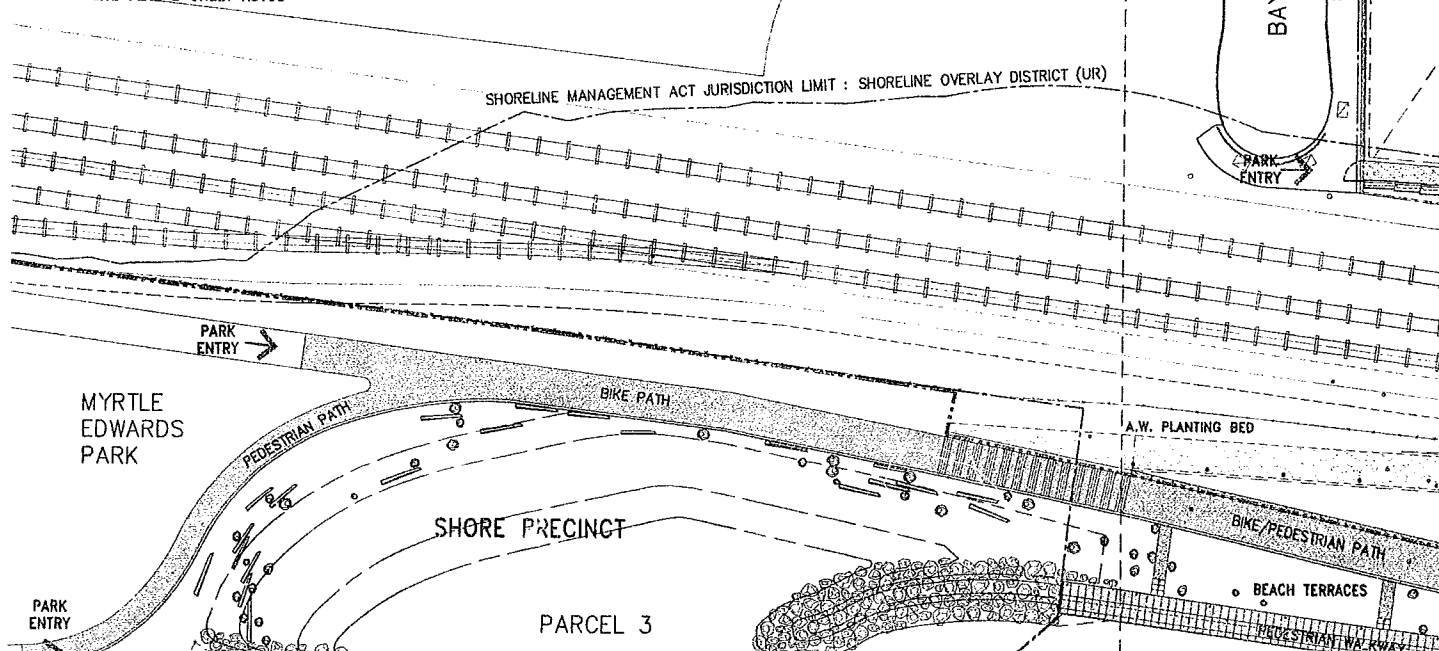 BAY
SHORELINE MANAGEMENT ACT JURISDICTION LIMIT : SHORELINE OVERLAY DISTRICT (UR)
PARK
ENTRY
PARK
ENTRY
MYRTLE
EDWARDS
PARK
PEDESTRIAN PATH
BIKE PATH
A.W. PLANTING BED
SHORE PRECINCT
BIKE/PEDESTRIAN PATH
BEACH TERRACES
PARK
ENTRY
PARCEL 3
PEDESTRIAN WALKWAY